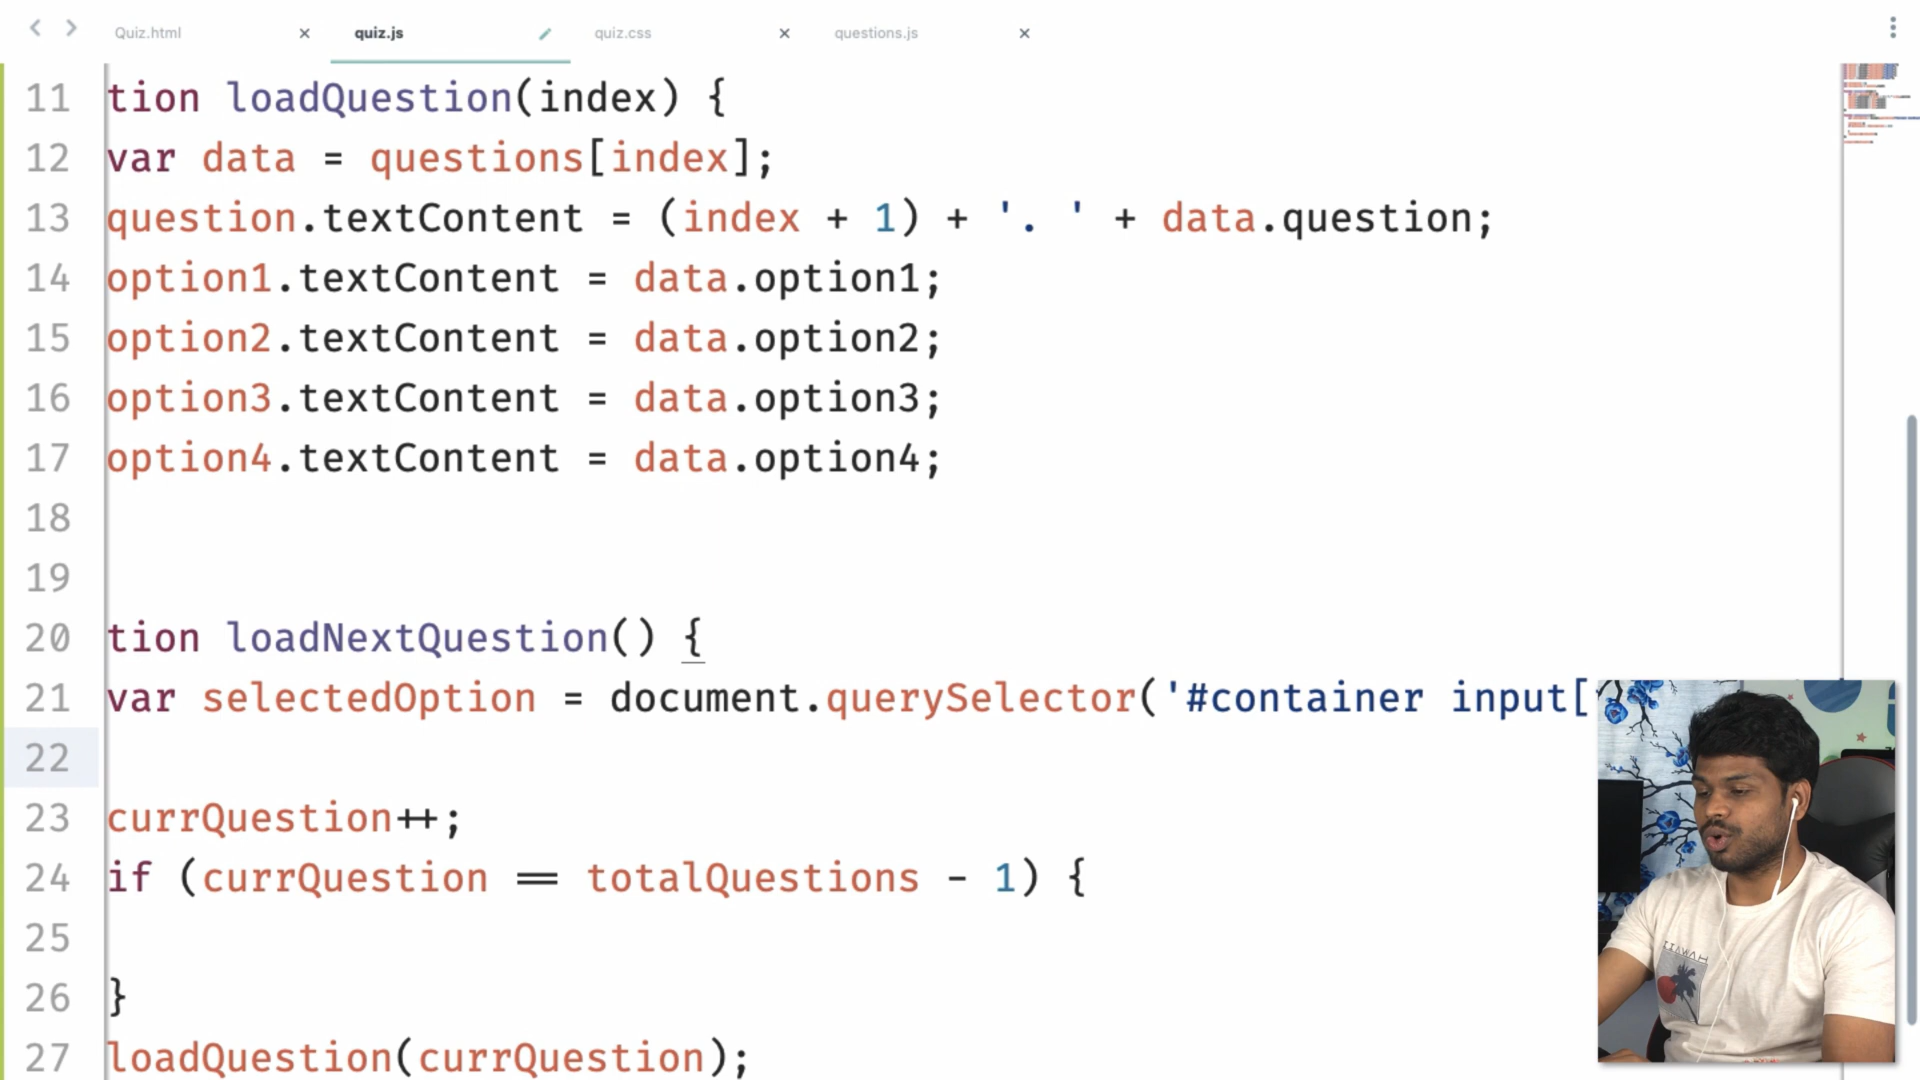 Quiz.html
quiz.js
quiz.css
questions.js
11 tion loadQuestion(index) {
12 var data = questions[index];
13 question.textContent = (index + 1) + '. ' + data.question;
14 option1.textContent = data.option1;
15 option2.textContent = data.option2;
16 option3.textContent = data.option3;
17 option4.textContent = data.option4;
18
19
20 tion loadNextQuestion() {
21 var selectedOption = document.querySelector('#container input[
22
23 currQuestion++;
24 if (currQuestion == totalQuestions - 1) {
25
26 }
27 loadQuestion(currQuestion);
HAWAII